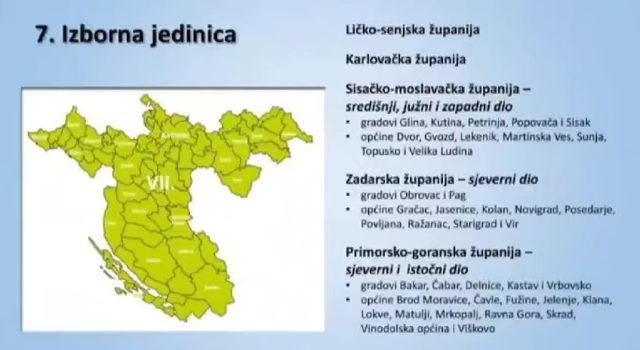 7. Izborna jedinica
Ličko-senjska županija
Karlovačka županija
Sisačko-moslavačka županija –
središnji, južni i zapadni dio
• gradovi Glina, Kutina, Petrinja, Popovača i Sisak
• općine Dvor, Gvozd, Lekenik, Martinska Ves, Sunja,
Topusko i Velika Ludina
Zadarska županija – sjeverni dio
• gradovi Obrovac i Pag
• općine Gračac, Jasenice, Kolan, Novigrad, Posedarje,
Povljana, Ražanac, Starigrad i Vir
Primorsko-goranska županija –
sjeverni i istočni dio
• gradovi Bakar, Čabar, Delnice, Kastav i Vrbovsko
• općine Brod Moravice, Čavle, Fužine, Jelenje, Klana,
Lokve, Matulji, Mrkopalj, Ravna Gora, Skrad,
Vinodolska općina i Viškovo
VII.